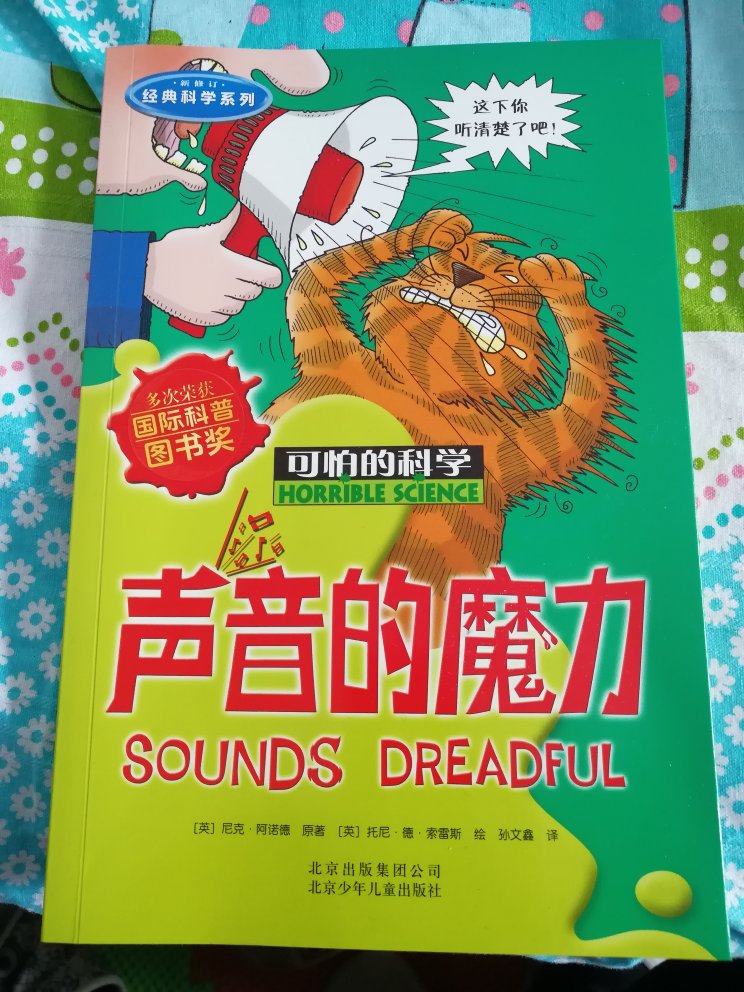 ·新修订·
经典科学系列
这下你
听清楚了吧！
多次荣获
国际科普
图书奖
可怕的科学
HORRIBLE SCIENCE
声音的魔力
SOUNDS DREADFUL
［英］尼克·阿诺德 原著 ［英］托尼·德·索雷斯 绘 孙文鑫 译
北京出版集团公司
北京少年儿童出版社